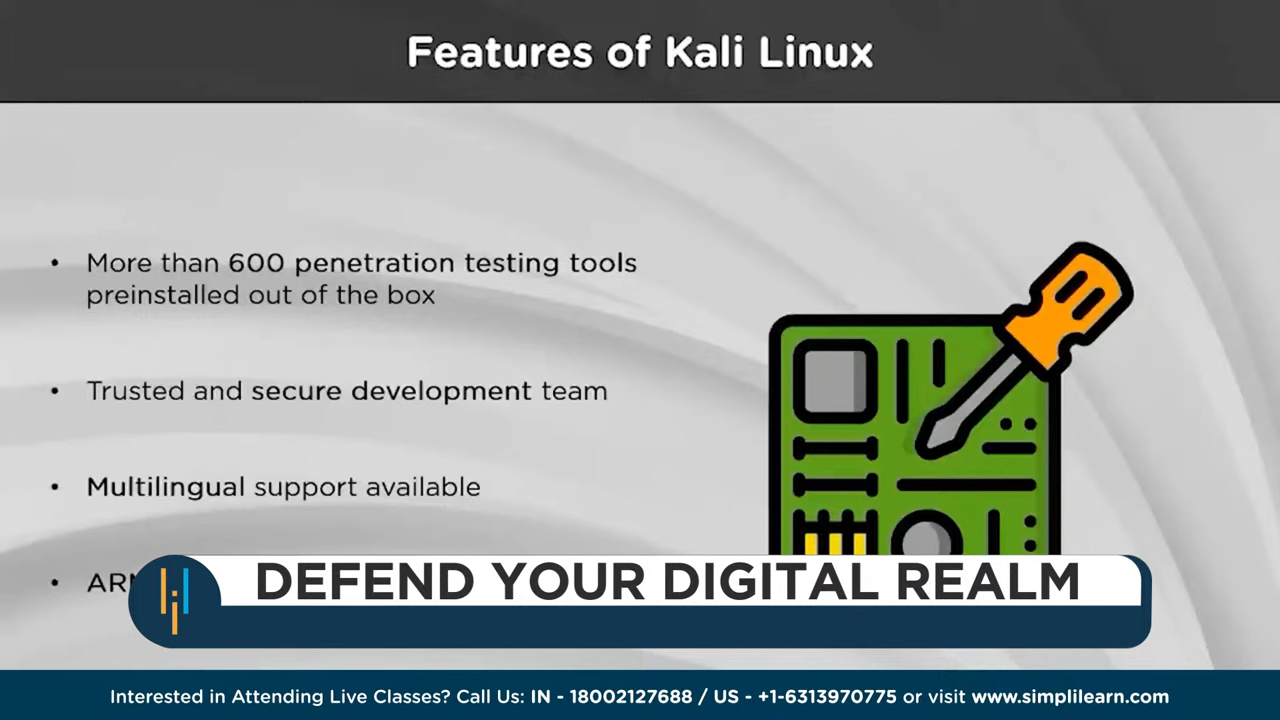 Features of Kali Linux
• More than 600 penetration testing tools
preinstalled out of the box
• Trusted and secure development team
• Multilingual support available
•
DEFEND YOUR DIGITAL REALM
Interested in Attending Live Classes? Call Us: IN - 18002127688 / US - +1-6313970775 or visit www.simplilearn.com